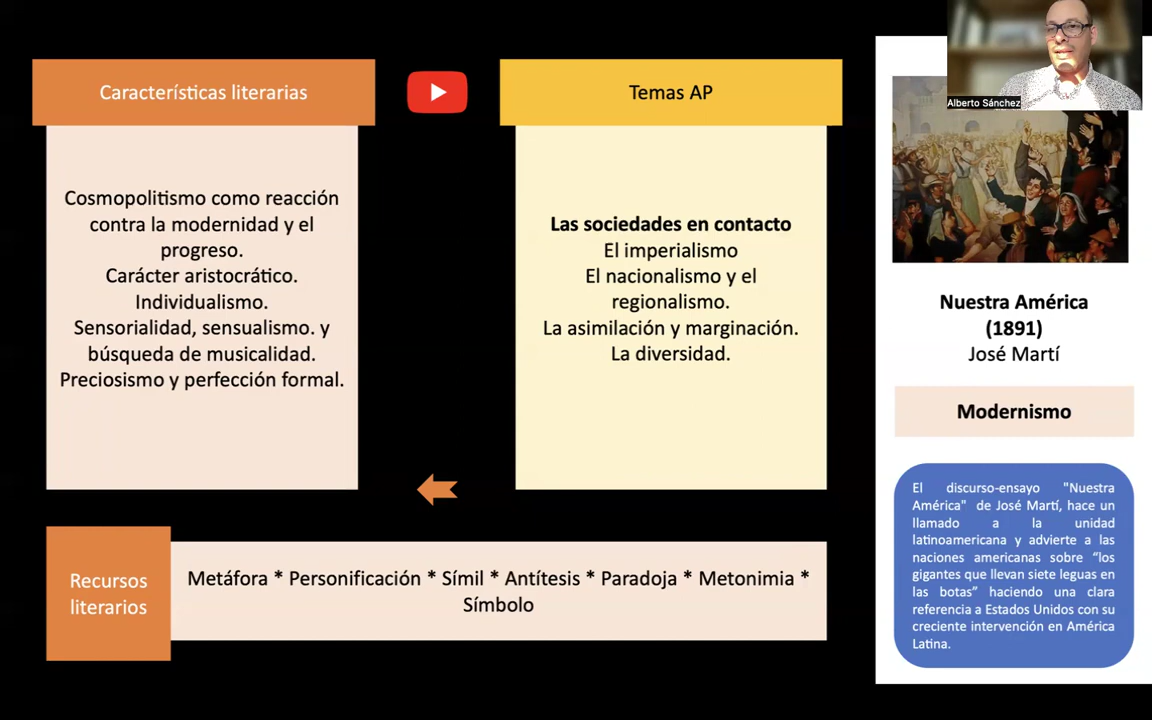 Características literarias
Cosmopolitismo como reacción
contra la modernidad y el
progreso.
Carácter aristocrático.
Individualismo.
Sensorialidad, sensualismo. y
búsqueda de musicalidad.
Preciosismo y perfección formal.
Temas AP
Las sociedades en contacto
El imperialismo
El nacionalismo y el
regionalismo.
La asimilación y marginación.
La diversidad.
Recursos
literarios
Metáfora * Personificación * Símil * Antítesis * Paradoja * Metonimia *
Símbolo
Alberto Sánchez
Nuestra América
(1891)
José Martí
Modernismo
El discurso-ensayo "Nuestra
América" de José Martí, hace un
llamado a la unidad
latinoamericana y advierte a las
naciones americanas sobre “los
gigantes que llevan siete leguas en
las botas” haciendo una clara
referencia a Estados Unidos con su
creciente intervención en América
Latina.